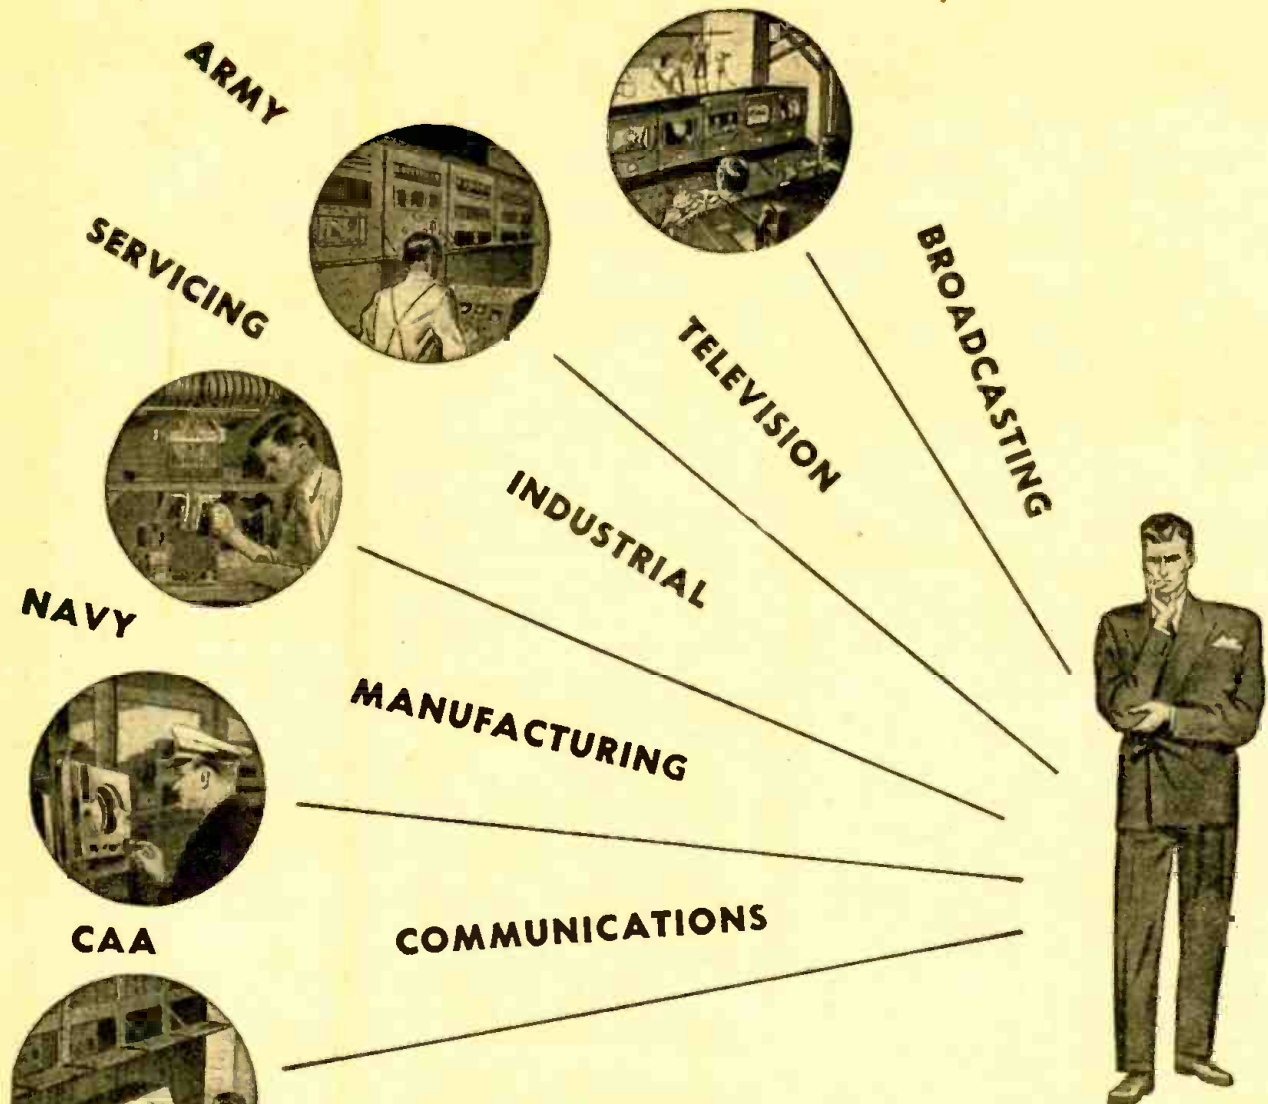 ARMY
SERVICING
BROADCASTING
TELEVISION
INDUSTRIAL
NAVY
MANUFACTURING
CAA
COMMUNICATIONS